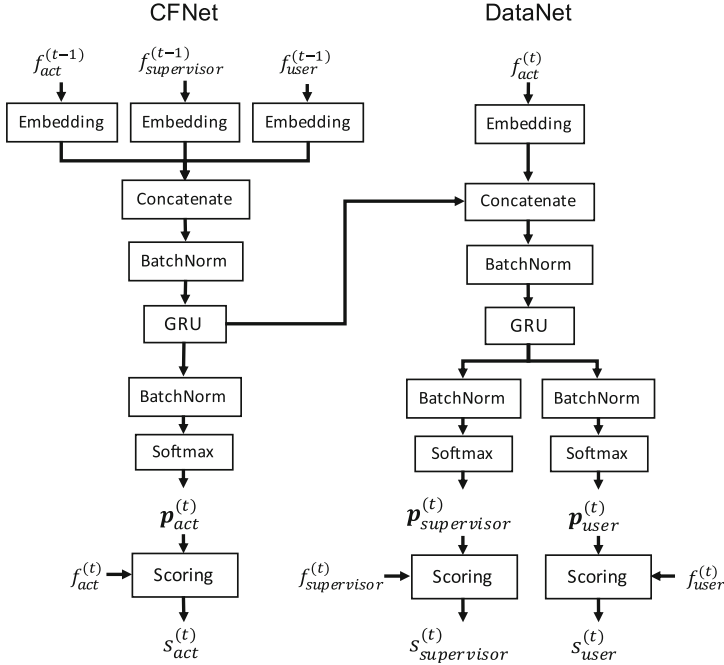 CFNet
DataNet
f_act^(t−1)
f_supervisor^(t−1)
f_user^(t−1)
f_act^(t)
Embedding
Embedding
Embedding
Embedding
Concatenate
Concatenate
BatchNorm
BatchNorm
GRU
GRU
BatchNorm
BatchNorm
BatchNorm
Softmax
Softmax
Softmax
p_act^(t)
p_supervisor^(t)
p_user^(t)
f_act^(t)
Scoring
f_supervisor^(t)
Scoring
Scoring
f_user^(t)
s_act^(t)
s_supervisor^(t)
s_user^(t)